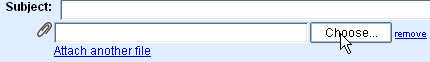 Subject:
Choose... remove
Attach another file